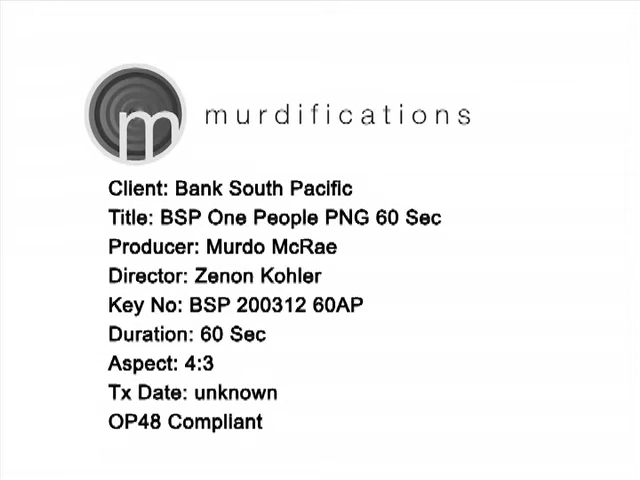 m murdifications
Client: Bank South Pacific
Title: BSP One People PNG 60 Sec
Producer: Murdo McRae
Director: Zenon Kohler
Key No: BSP 200312 60AP
Duration: 60 Sec
Aspect: 4:3
Tx Date: unknown
OP48 Compliant